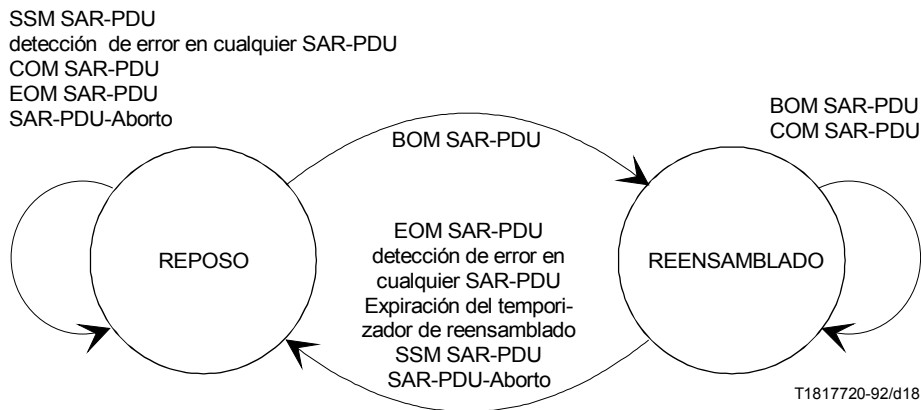 SSM SAR-PDU
detección de error en cualquier SAR-PDU
COM SAR-PDU
EOM SAR-PDU
SAR-PDU-Aborto
BOM SAR-PDU
COM SAR-PDU
BOM SAR-PDU
REPOSO
EOM SAR-PDU
detección de error en
cualquier SAR-PDU
Expiración del tempori-
zador de reensamblado
SSM SAR-PDU
SAR-PDU-Aborto
REENSAMBLADO
T1817720-92/d18